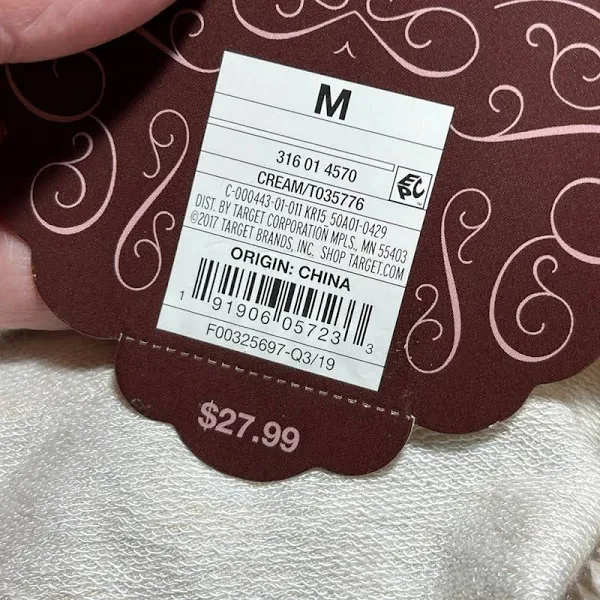 M
316 01 4570
CREAM/T035776
EPC
C-000443-01-011 KR15 50A01-0429
DIST. BY TARGET CORPORATION MPLS, MN 55403
©2017 TARGET BRANDS, INC. SHOP TARGET.COM
ORIGIN: CHINA
1 91906 05723 3
F00325697-Q3/19
$27.99